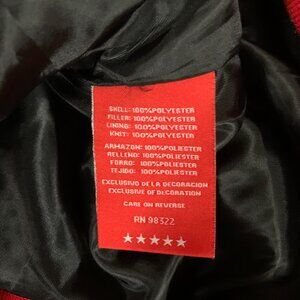 SHELL: 100%POLYESTER
FILLER: 100%POLYESTER
LINING: 100%POLYESTER
KNIT: 100%POLYESTER
ARMAZON: 100%POLIESTER
RELLENO: 100%POLIESTER
FORRO: 100%POLIESTER
TEJIDO: 100%POLIESTER
EXCLUSIVO DE LA DECORACION
EXCLUSIVE OF DECORATION
CARE ON REVERSE
RN 98322